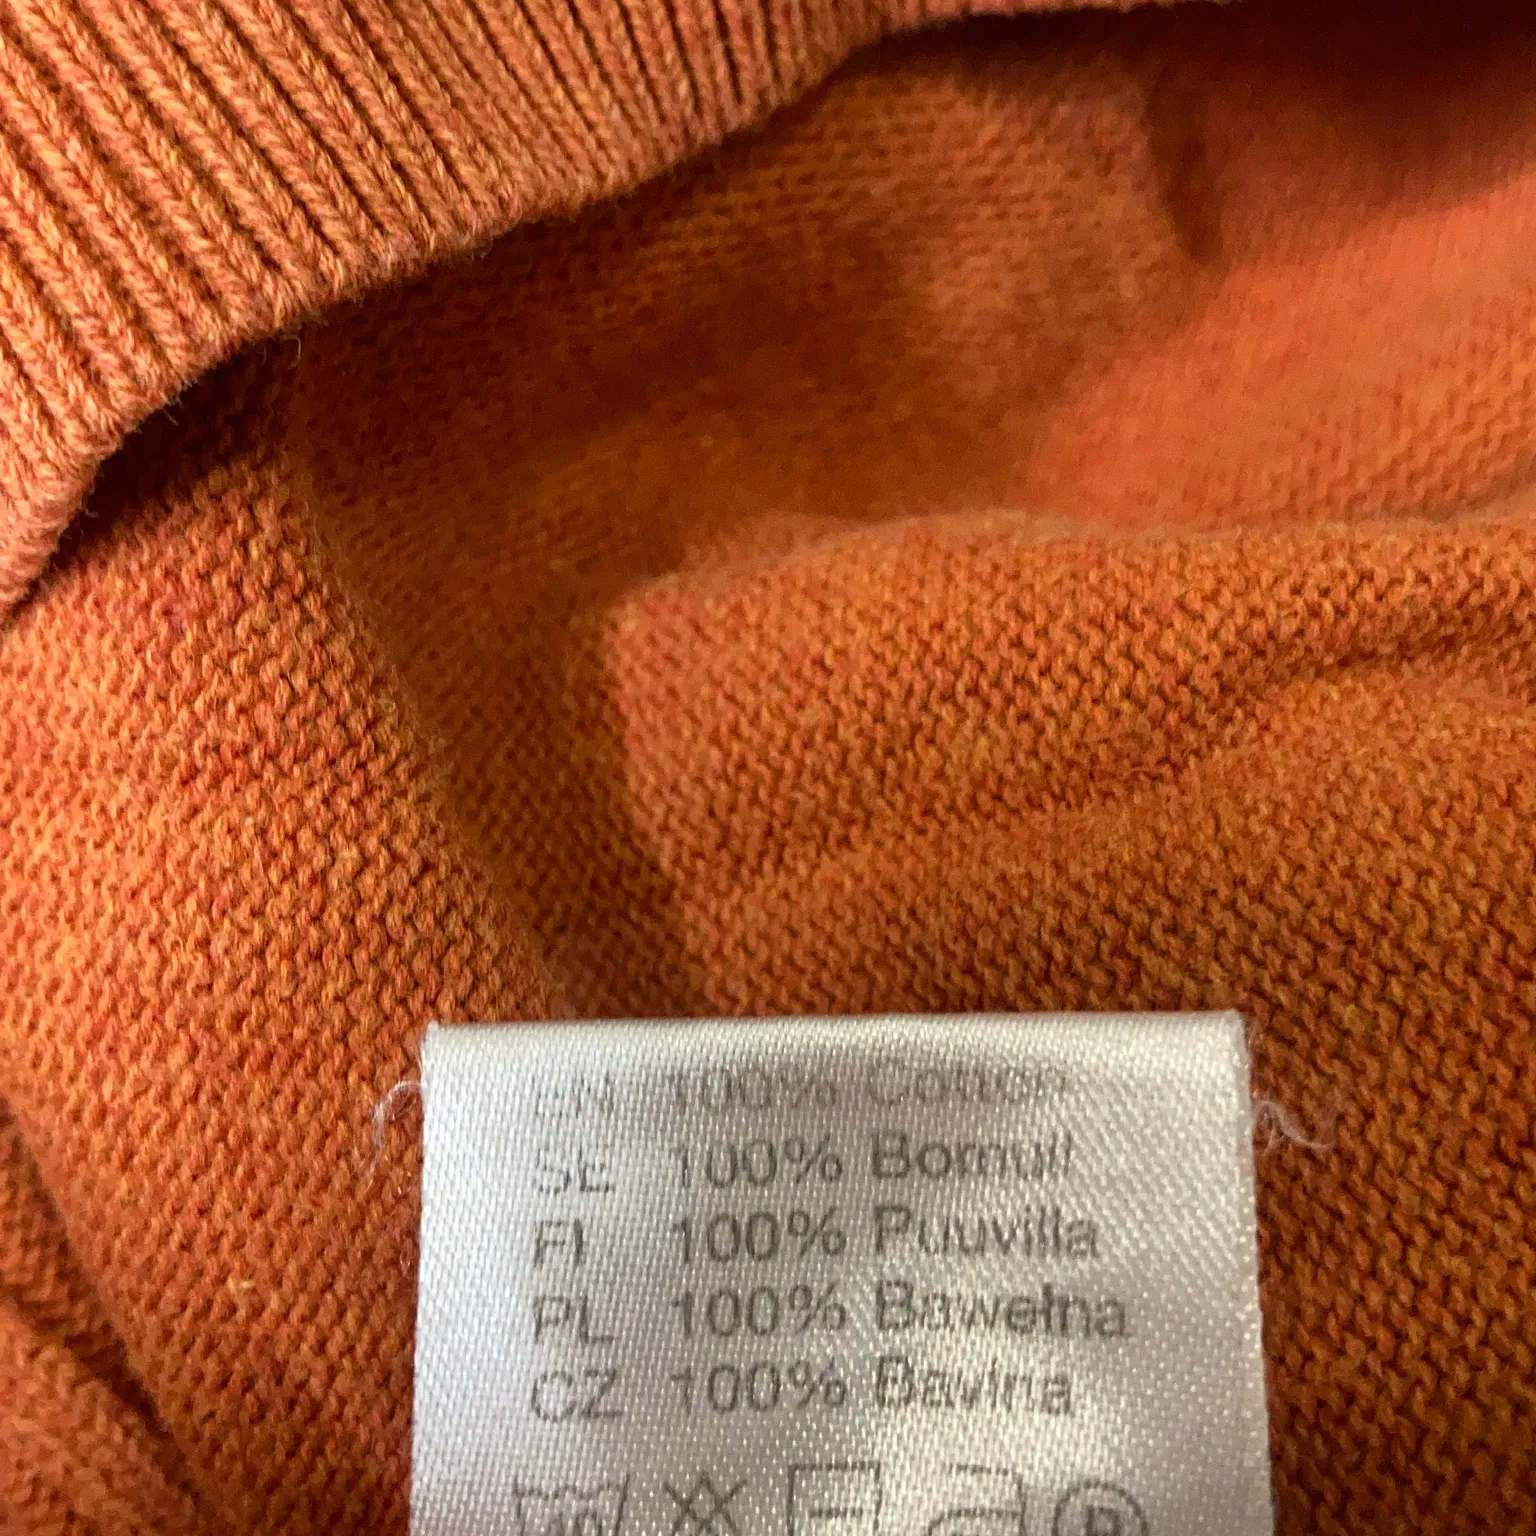 EN 100% Cotton
SE 100% Bomull
FI 100% Puuvilla
PL 100% Bawełna
CZ 100% Bavlna
P